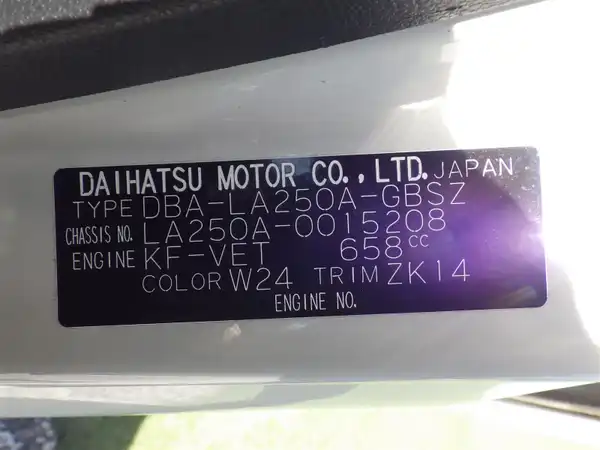 DAIHATSU MOTOR CO.,LTD. JAPAN
TYPE DBA-LA250A-GBSZ
CHASSIS NO. LA250A-0015208
ENGINE KF-VET 658cc
COLOR W24 TRIM ZK14
ENGINE NO.